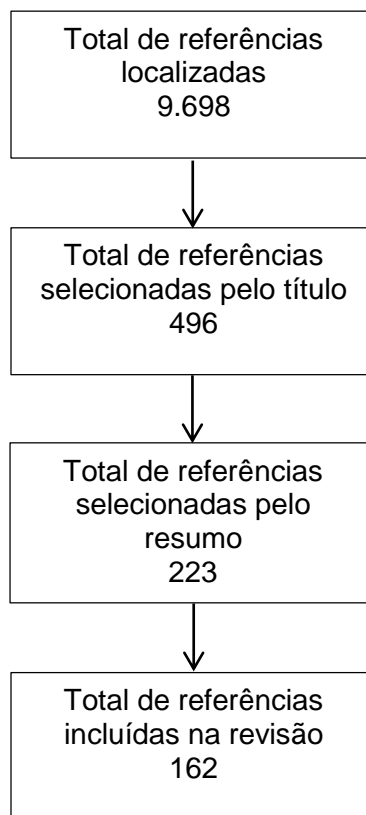 Total de referências
localizadas
9.698
Total de referências
selecionadas pelo título
496
Total de referências
selecionadas pelo
resumo
223
Total de referências
incluídas na revisão
162